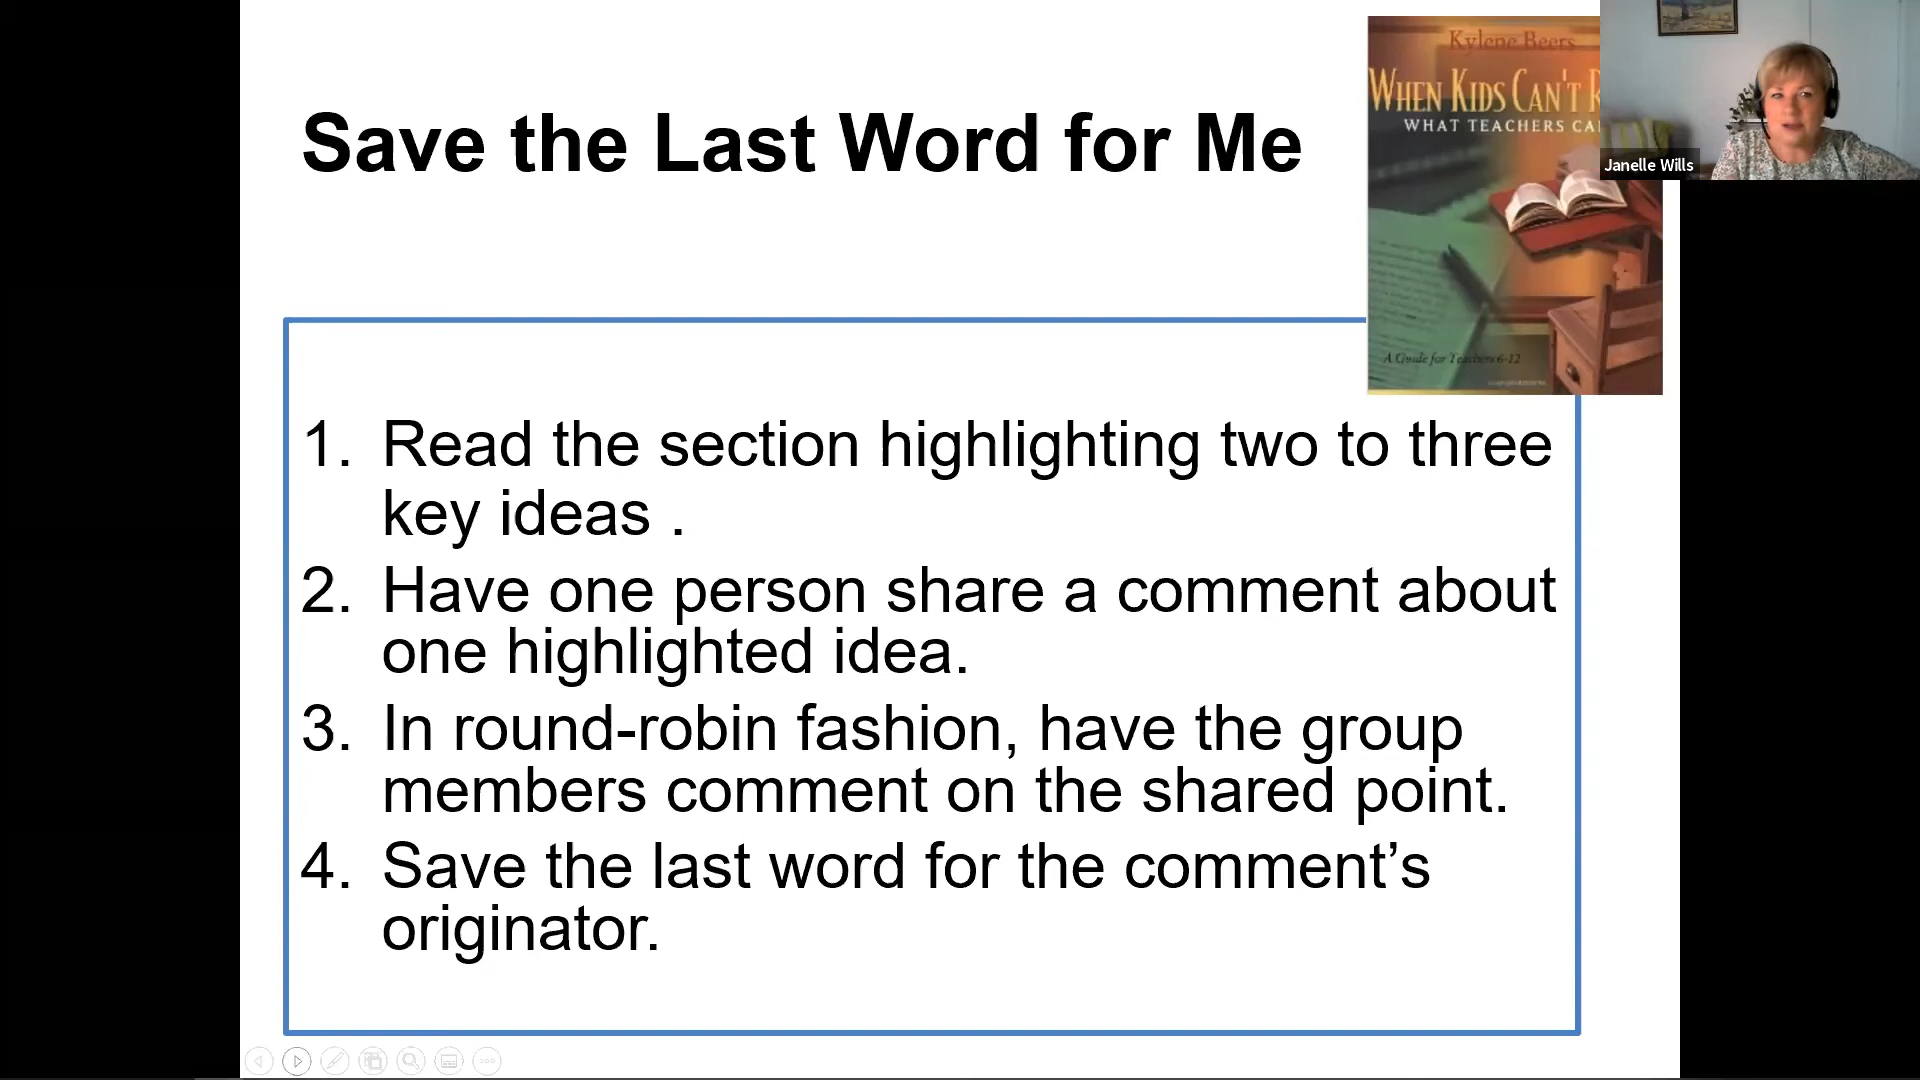 Save the Last Word for Me
Kylene Beers
WHEN KIDS CAN'T
WHAT TEACHERS
A Guide for Teachers 6-12
Janelle Wills
1. Read the section highlighting two to three
key ideas .
2. Have one person share a comment about
one highlighted idea.
3. In round-robin fashion, have the group
members comment on the shared point.
4. Save the last word for the comment’s
originator.